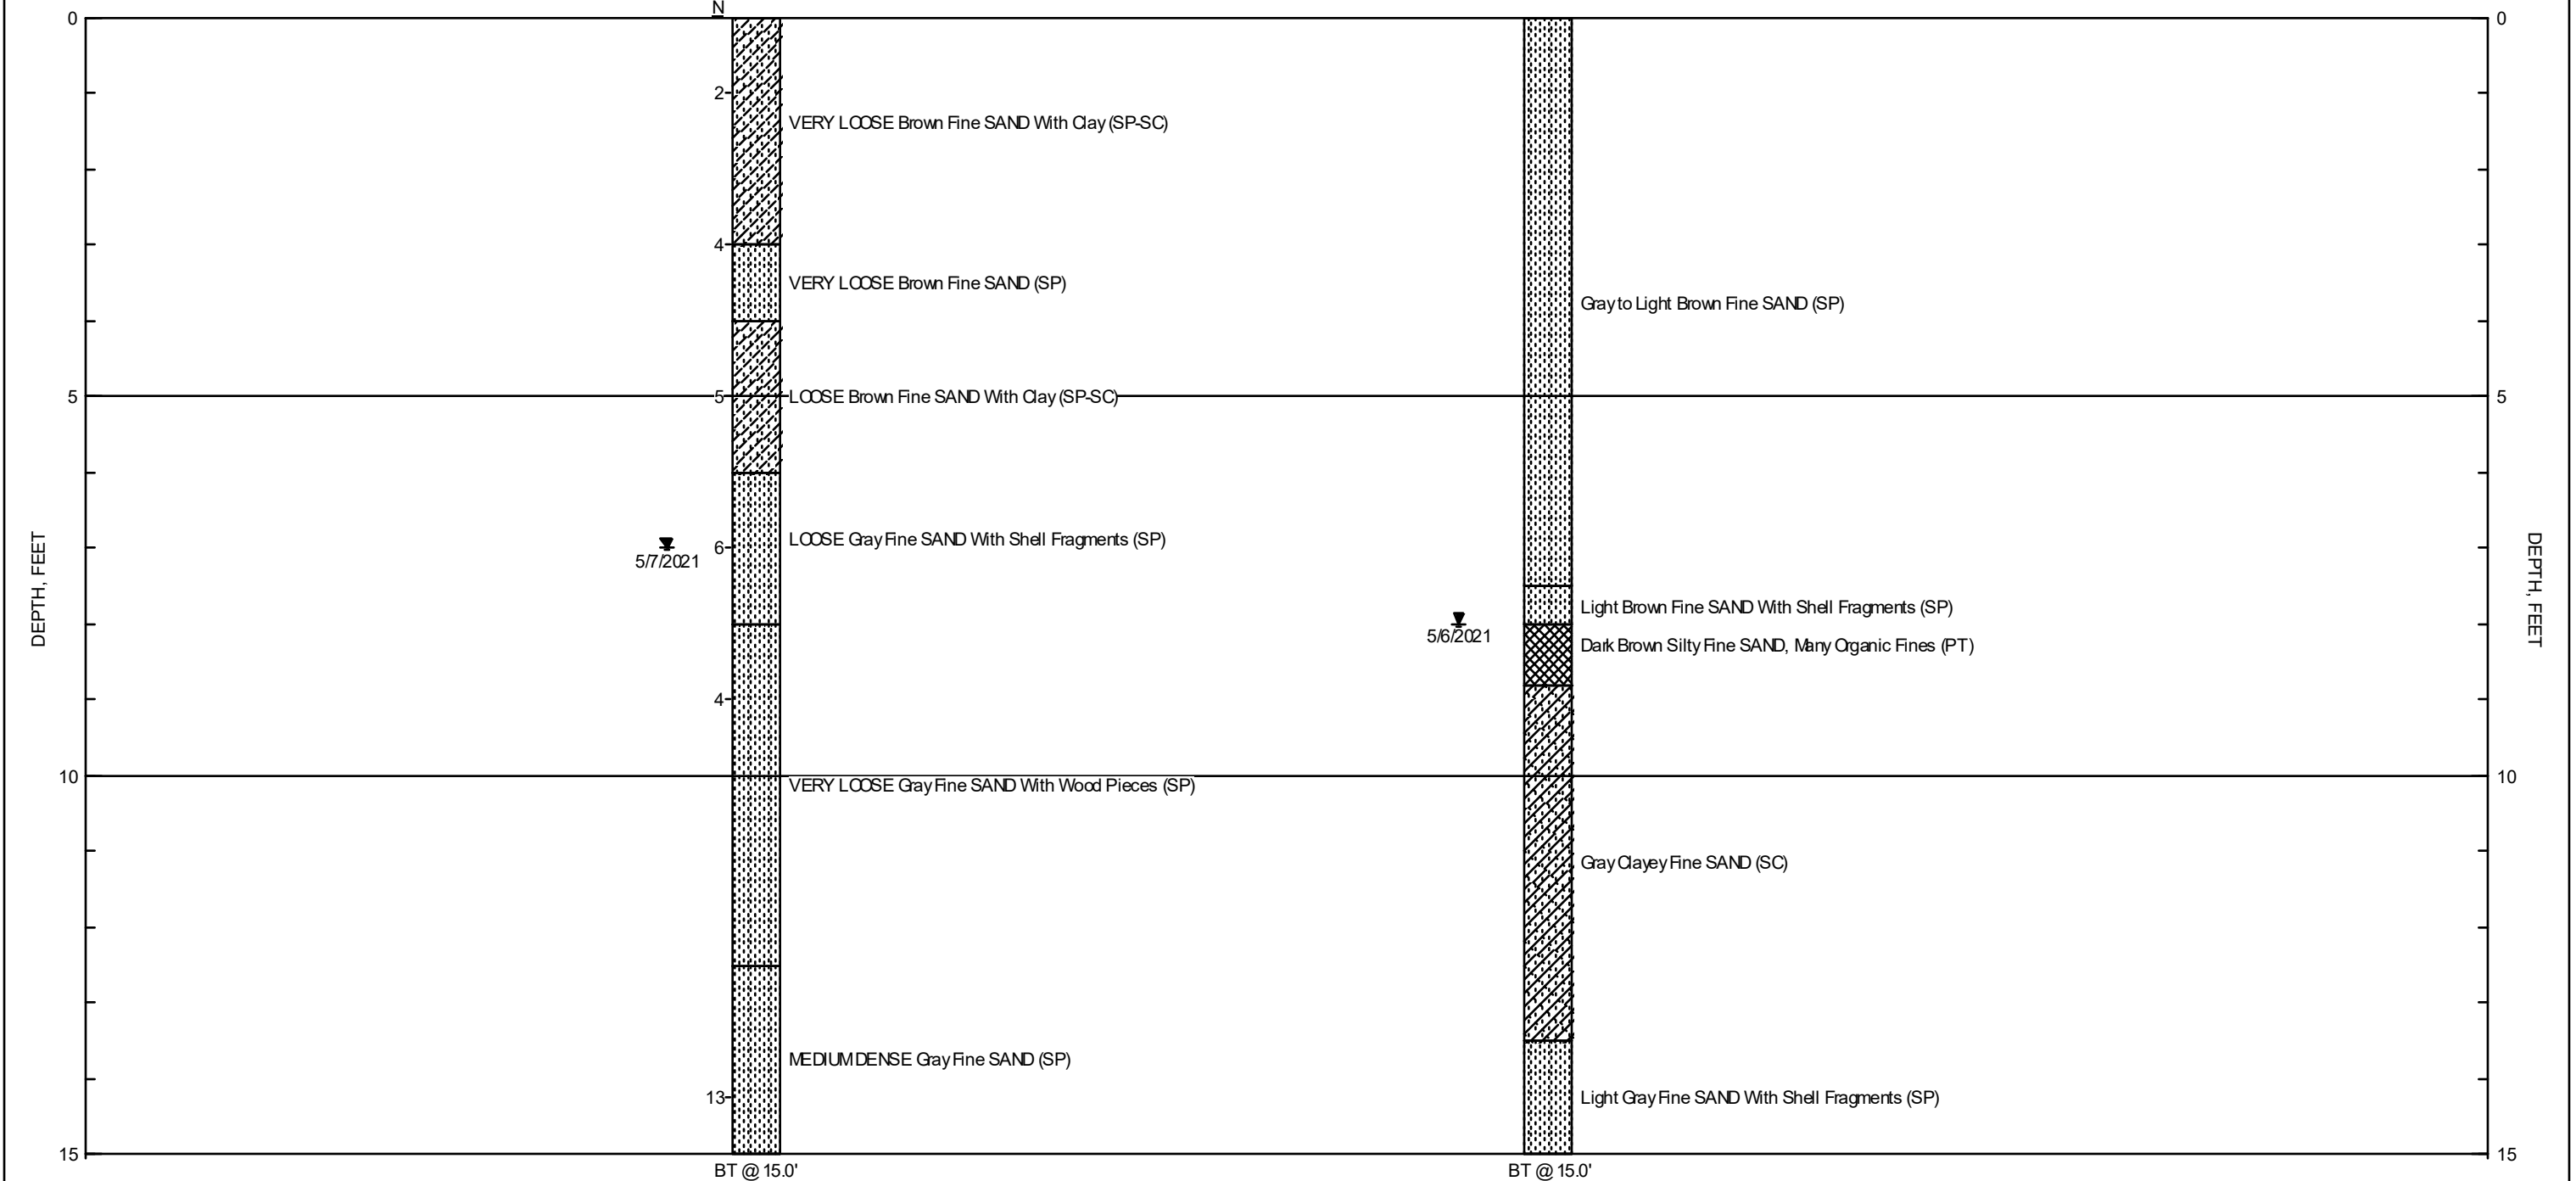 N
0
0
2
VERY LOOSE Brown Fine SAND With Clay (SP-SC)
4
VERY LOOSE Brown Fine SAND (SP)
Gray to Light Brown Fine SAND (SP)
5
5
LOOSE Brown Fine SAND With Clay (SP-SC)
5
DEPTH, FEET
6
LOOSE Gray Fine SAND With Shell Fragments (SP)
5/7/2021
DEPTH, FEET
Light Brown Fine SAND With Shell Fragments (SP)
5/6/2021
Dark Brown Silty Fine SAND, Many Organic Fines (PT)
4
10
VERY LOOSE Gray Fine SAND With Wood Pieces (SP)
10
Gray Clayey Fine SAND (SC)
MEDIUM DENSE Gray Fine SAND (SP)
13
Light Gray Fine SAND With Shell Fragments (SP)
15
15
BT @ 15.0'
BT @ 15.0'